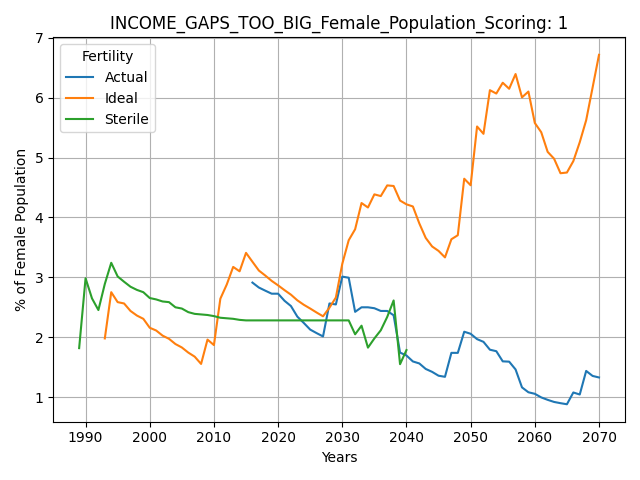 INCOME_GAPS_TOO_BIG_Female_Population_Scoring: 1
Fertility
Actual
Ideal
Sterile
% of Female Population
7
6
5
4
3
2
1
1990 2000 2010 2020 2030 2040 2050 2060 2070
Years